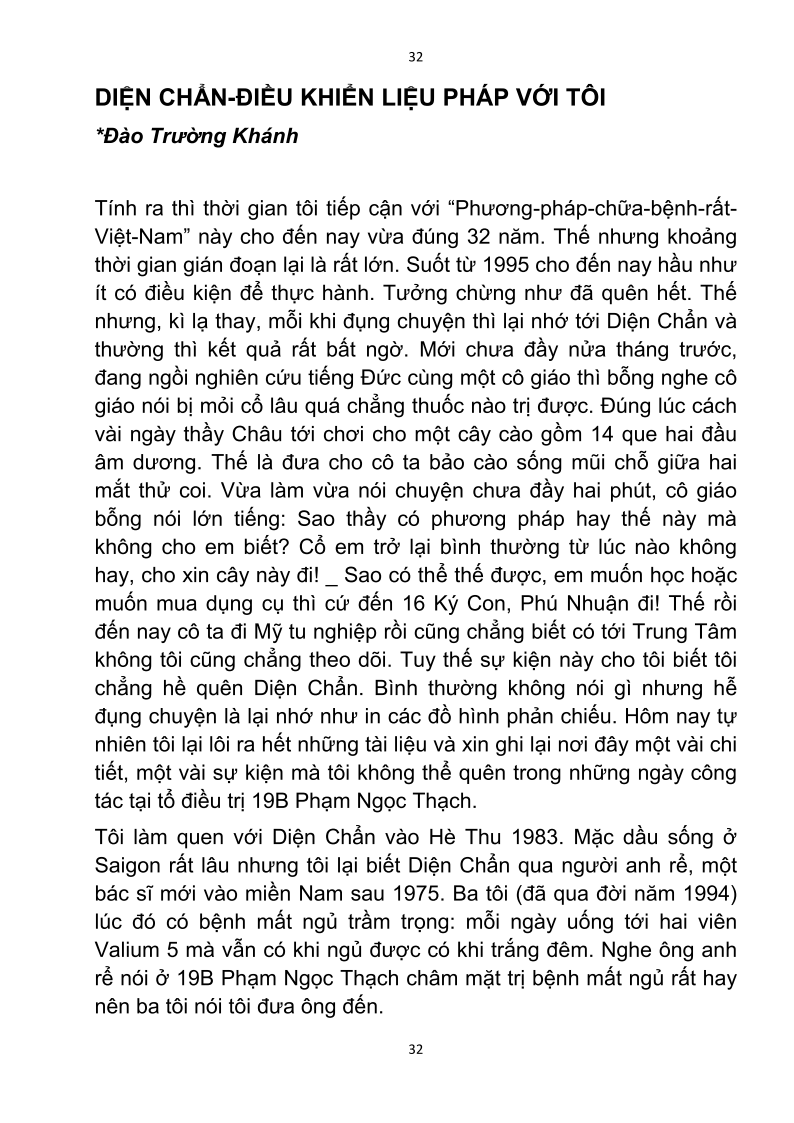 32
DIỆN CHẨN-ĐIỀU KHIỂN LIỆU PHÁP VỚI TÔI
*Đào Trường Khánh
Tính ra thì thời gian tôi tiếp cận với “Phương-pháp-chữa-bệnh-rất-
Việt-Nam” này cho đến nay vừa đúng 32 năm. Thế nhưng khoảng
thời gian gián đoạn lại là rất lớn. Suốt từ 1995 cho đến nay hầu như
ít có điều kiện để thực hành. Tưởng chừng như đã quên hết. Thế
nhưng, kì lạ thay, mỗi khi đụng chuyện thì lại nhớ tới Diện Chẩn và
thường thì kết quả rất bất ngờ. Mới chưa đầy nửa tháng trước,
đang ngồi nghiên cứu tiếng Đức cùng một cô giáo thì bỗng nghe cô
giáo nói bị mỏi cổ lâu quá chẳng thuốc nào trị được. Đúng lúc cách
vài ngày thầy Châu tới chơi cho một cây cào gồm 14 que hai đầu
âm dương. Thế là đưa cho cô ta bảo cào sống mũi chỗ giữa hai
mắt thử coi. Vừa làm vừa nói chuyện chưa đầy hai phút, cô giáo
bỗng nói lớn tiếng: Sao thầy có phương pháp hay thế này mà
không cho em biết? Cổ em trở lại bình thường từ lúc nào không
hay, cho xin cây này đi! _ Sao có thể thế được, em muốn học hoặc
muốn mua dụng cụ thì cứ đến 16 Ký Con, Phú Nhuận đi! Thế rồi
đến nay cô ta đi Mỹ tu nghiệp rồi cũng chẳng biết có tới Trung Tâm
không tôi cũng chẳng theo dõi. Tuy thế sự kiện này cho tôi biết tôi
chẳng hề quên Diện Chẩn. Bình thường không nói gì nhưng hễ
đụng chuyện là lại nhớ như in các đồ hình phản chiếu. Hôm nay tự
nhiên tôi lại lôi ra hết những tài liệu và xin ghi lại nơi đây một vài chi
tiết, một vài sự kiện mà tôi không thể quên trong những ngày công
tác tại tổ điều trị 19B Phạm Ngọc Thạch.
Tôi làm quen với Diện Chẩn vào Hè Thu 1983. Mặc dầu sống ở
Saigon rất lâu nhưng tôi lại biết Diện Chẩn qua người anh rể, một
bác sĩ mới vào miền Nam sau 1975. Ba tôi (đã qua đời năm 1994)
lúc đó có bệnh mất ngủ trầm trọng: mỗi ngày uống tới hai viên
Valium 5 mà vẫn có khi ngủ được có khi trắng đêm. Nghe ông anh
rể nói ở 19B Phạm Ngọc Thạch châm mặt trị bệnh mất ngủ rất hay
nên ba tôi nói tôi đưa ông đến.
32